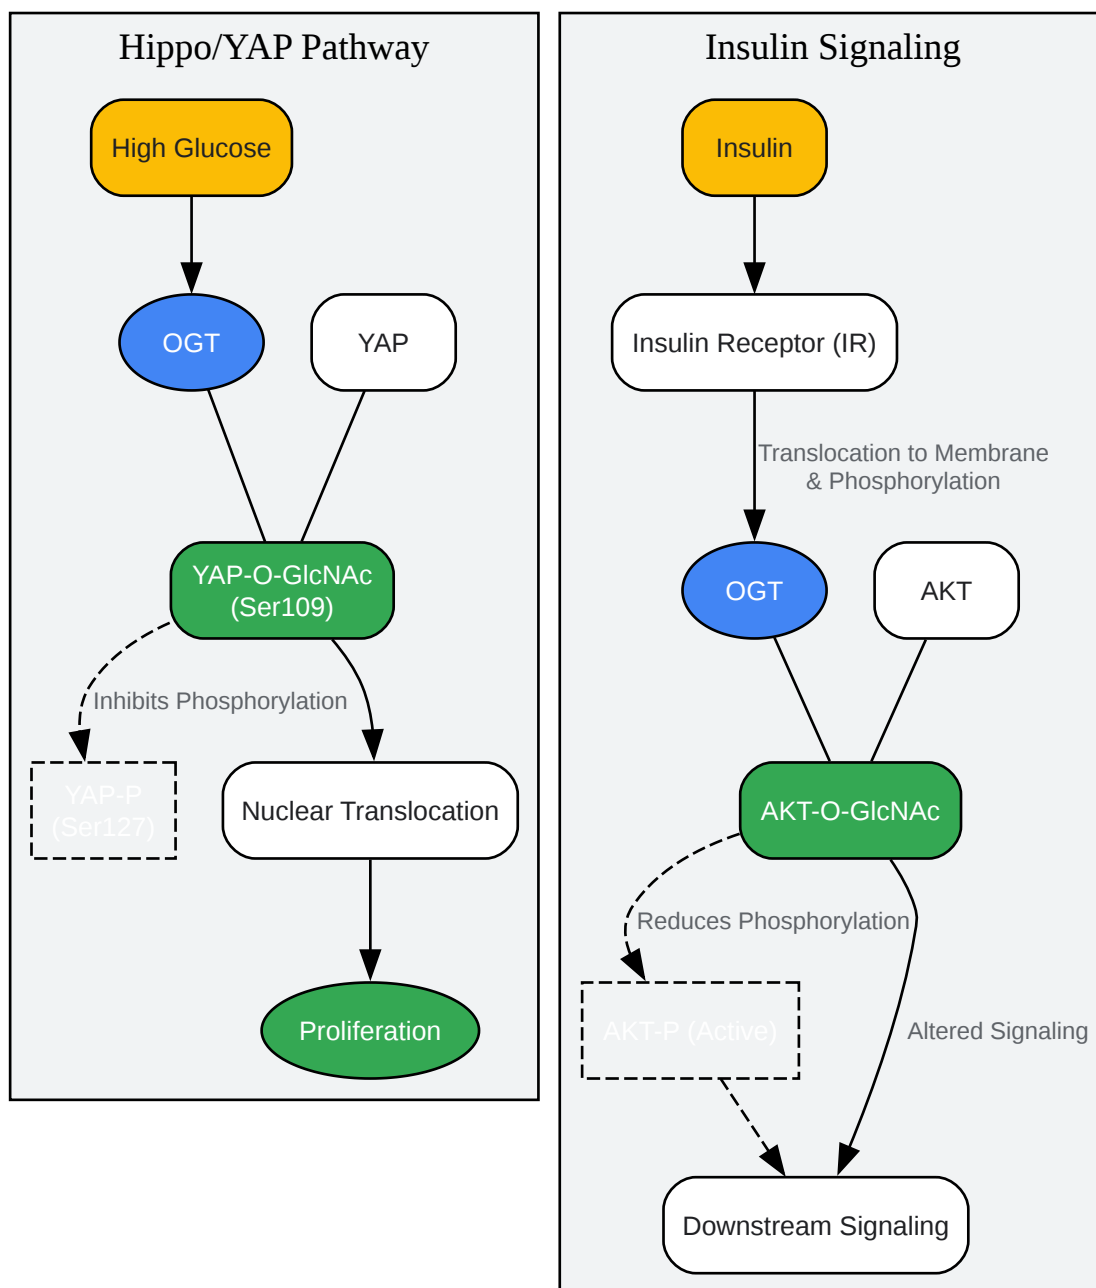 Hippo/YAP Pathway
High Glucose
OGT
YAP
YAP-O-GlcNAc
(Ser109)
Inhibits Phosphorylation
YAP-P
(Ser127)
Nuclear Translocation
Proliferation
Insulin Signaling
Insulin
Insulin Receptor (IR)
Translocation to Membrane
& Phosphorylation
OGT
AKT
AKT-O-GlcNAc
Reduces Phosphorylation
AKT-P (Active)
Altered Signaling
Downstream Signaling